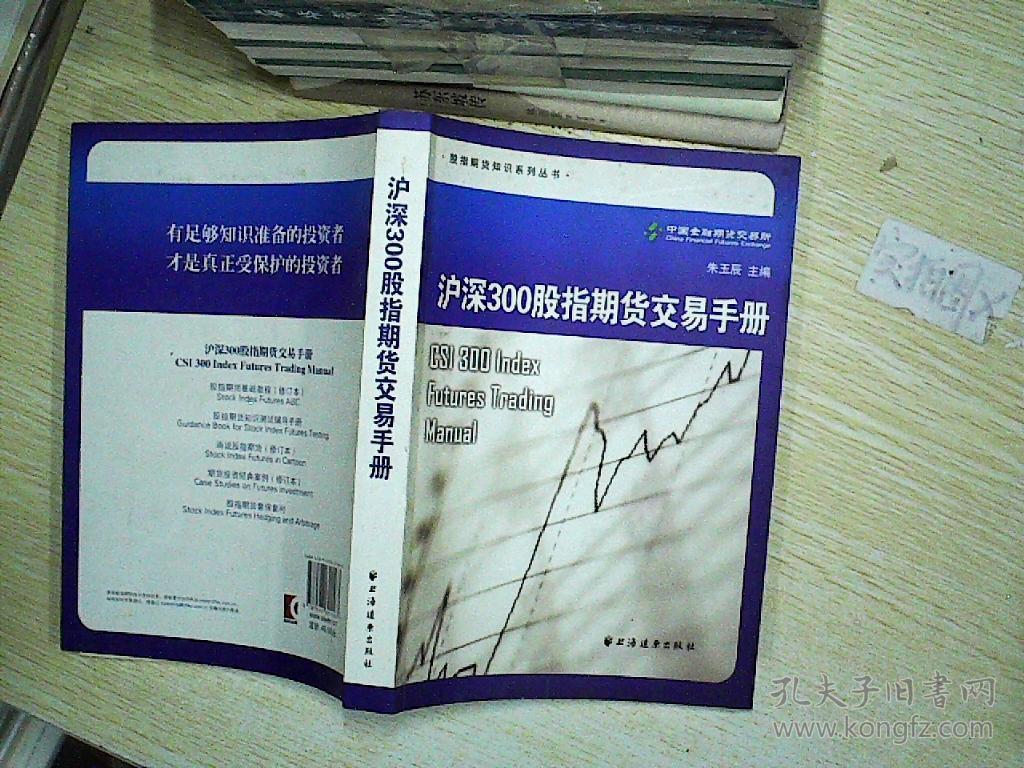 苏东坡传
有足够知识准备的投资者
才是真正受保护的投资者
沪深300股指期货交易手册
CSI 300 Index Futures Trading Manual
股指期货基础教程（修订本）
Stock Index Futures ABC
股指期货知识测试辅导手册
Guidance Book for Stock Index Futures Testing
漫话股指期货（修订本）
Stock Index Futures in Cartoon
期货投资经典案例（修订本）
Case Studies on Futures Investment
股指期货套保套利
Stock Index Futures Hedging and Arbitrage
沪深300股指期货交易手册
上海远东出版社
·股指期货知识系列丛书·
中国金融期货交易所
China Financial Futures Exchange
朱玉辰 主编
沪深300股指期货交易手册
CSI 300 Index
Futures Trading
Manual
上海远东出版社
孔夫子旧书网
www.kongfz.com